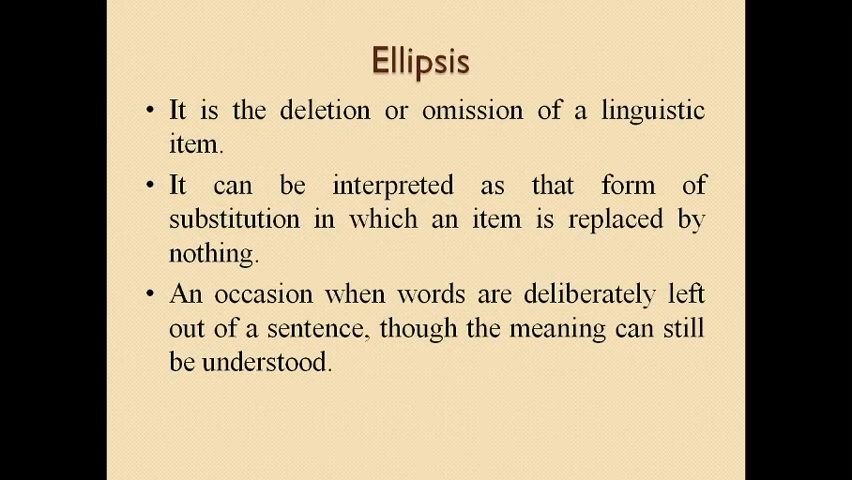 Ellipsis
• It is the deletion or omission of a linguistic
item.
• It can be interpreted as that form of
substitution in which an item is replaced by
nothing.
• An occasion when words are deliberately left
out of a sentence, though the meaning can still
be understood.